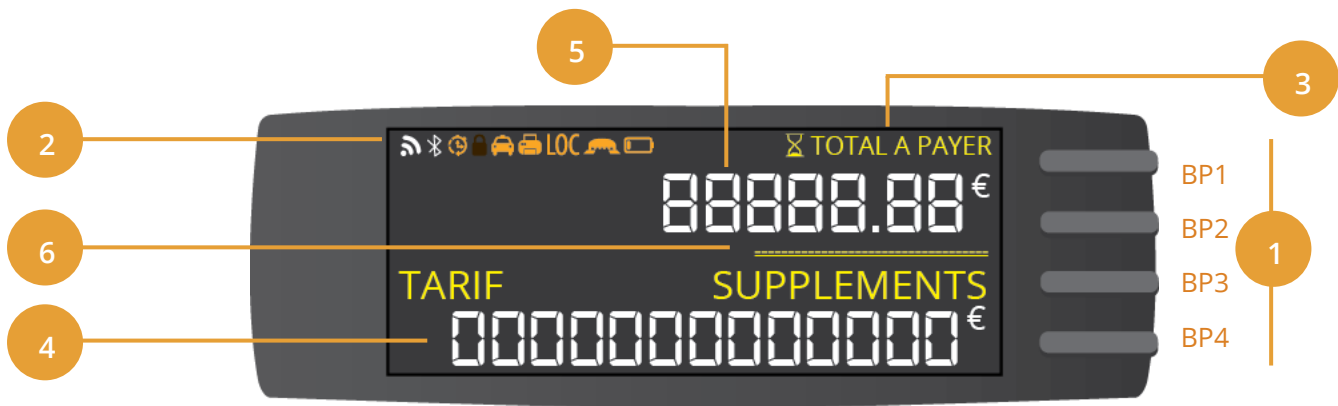 5
3
2
LOC
TOTAL A PAYER
BP1
88888.88 €
BP2
6
1
TARIF SUPPLEMENTS
BP3
4
0000000000000 €
BP4